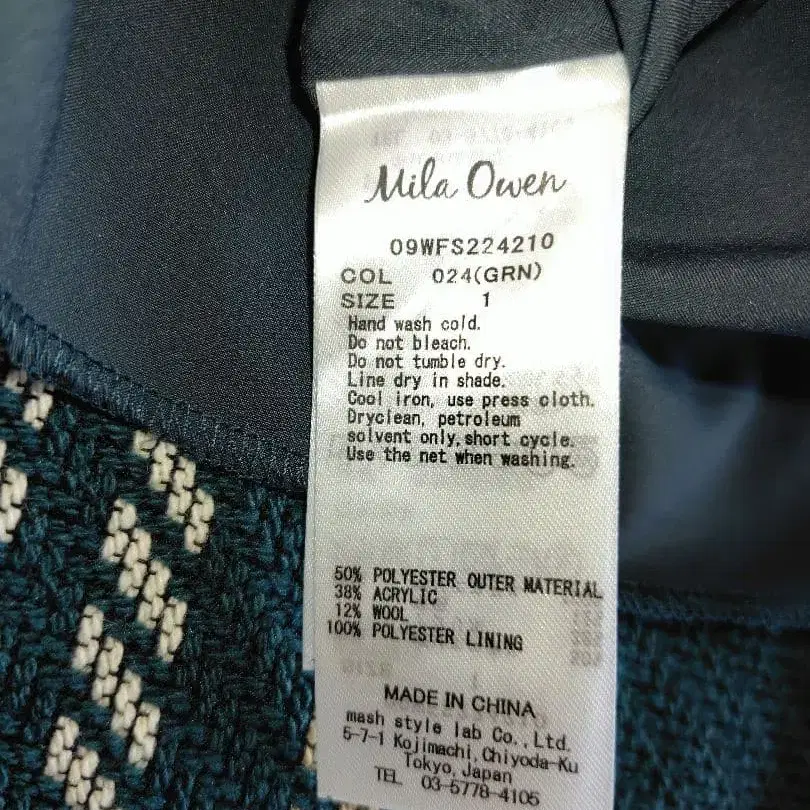 Mila Owen
09WFS224210
COL 024(GRN)
SIZE 1
Hand wash cold.
Do not bleach.
Do not tumble dry.
Line dry in shade.
Cool iron, use press cloth.
Dryclean, petroleum
solvent only, short cycle.
Use the net when washing.
50% POLYESTER OUTER MATERIAL
38% ACRYLIC
12% WOOL
100% POLYESTER LINING
MADE IN CHINA
mash style lab Co., Ltd.
5-7-1 Kojimachi, Chiyoda-Ku
Tokyo, Japan
TEL 03-5778-4105